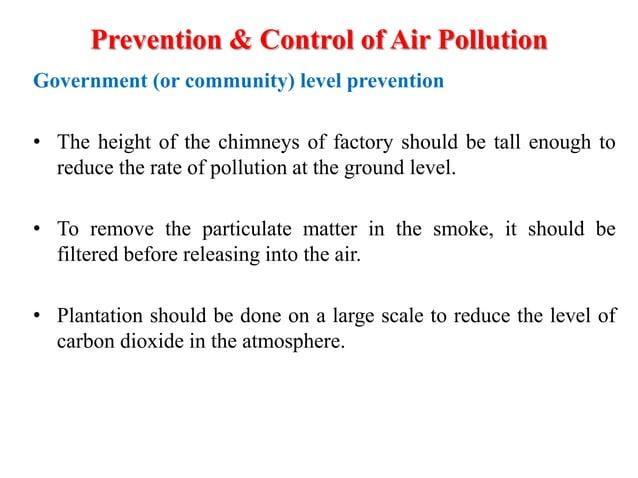 Prevention & Control of Air Pollution
Government (or community) level prevention
• The height of the chimneys of factory should be tall enough to
reduce the rate of pollution at the ground level.
• To remove the particulate matter in the smoke, it should be
filtered before releasing into the air.
• Plantation should be done on a large scale to reduce the level of
carbon dioxide in the atmosphere.